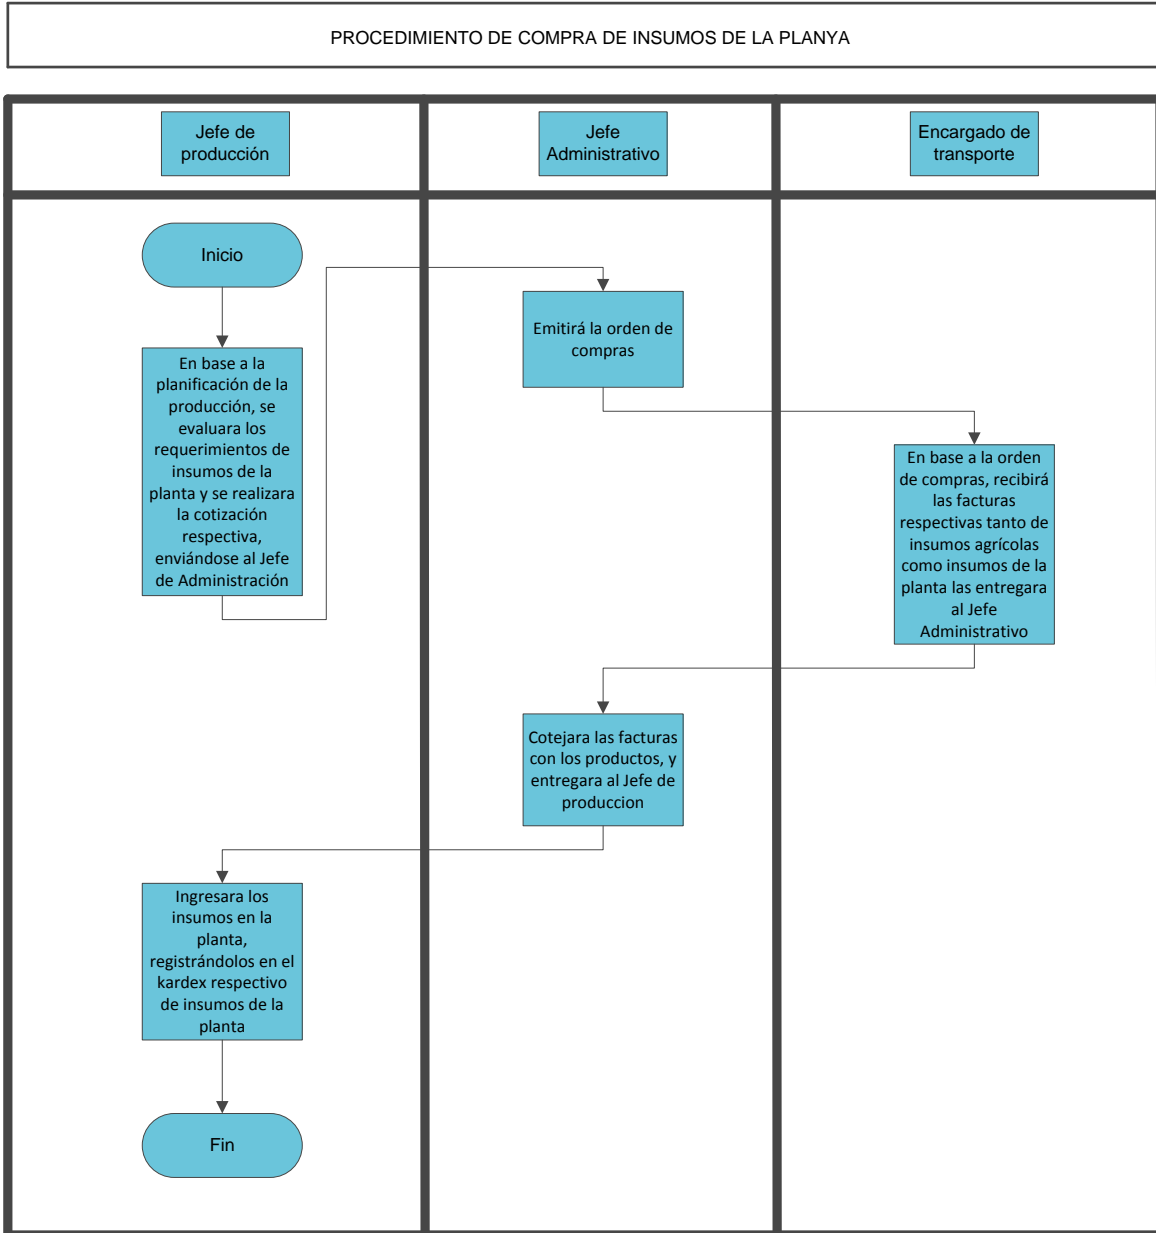 PROCEDIMIENTO DE COMPRA DE INSUMOS DE LA PLANYA
Jefe de
producción
Jefe
Administrativo
Encargado de
transporte
Inicio
En base a la
planificación de la
producción, se
evaluara los
requerimientos de
insumos de la
planta y se realizara
la cotización
respectiva,
enviándose al Jefe
de Administración
Emitirá la orden de
compras
En base a la orden
de compras, recibirá
las facturas
respectivas tanto de
insumos agrícolas
como insumos de la
planta las entregara
al Jefe
Administrativo
Cotejara las facturas
con los productos, y
entregara al Jefe de
produccion
Ingresara los
insumos en la
planta,
registrándolos en el
kardex respectivo
de insumos de la
planta
Fin